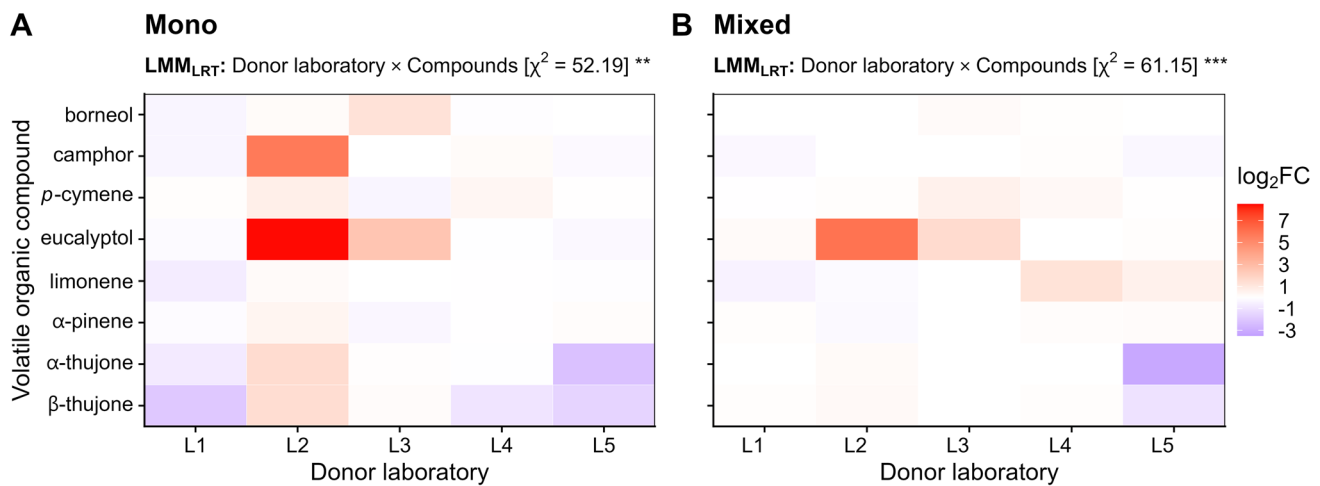 A Mono
LMM_LRT: Donor laboratory × Compounds [χ² = 52.19] **
borneol
camphor
p-cymene
eucalyptol
limonene
α-pinene
α-thujone
β-thujone
Volatile organic compound
L1 L2 L3 L4 L5
Donor laboratory
B Mixed
LMM_LRT: Donor laboratory × Compounds [χ² = 61.15] ***
L1 L2 L3 L4 L5
Donor laboratory
log₂FC
7
5
3
1
-1
-3